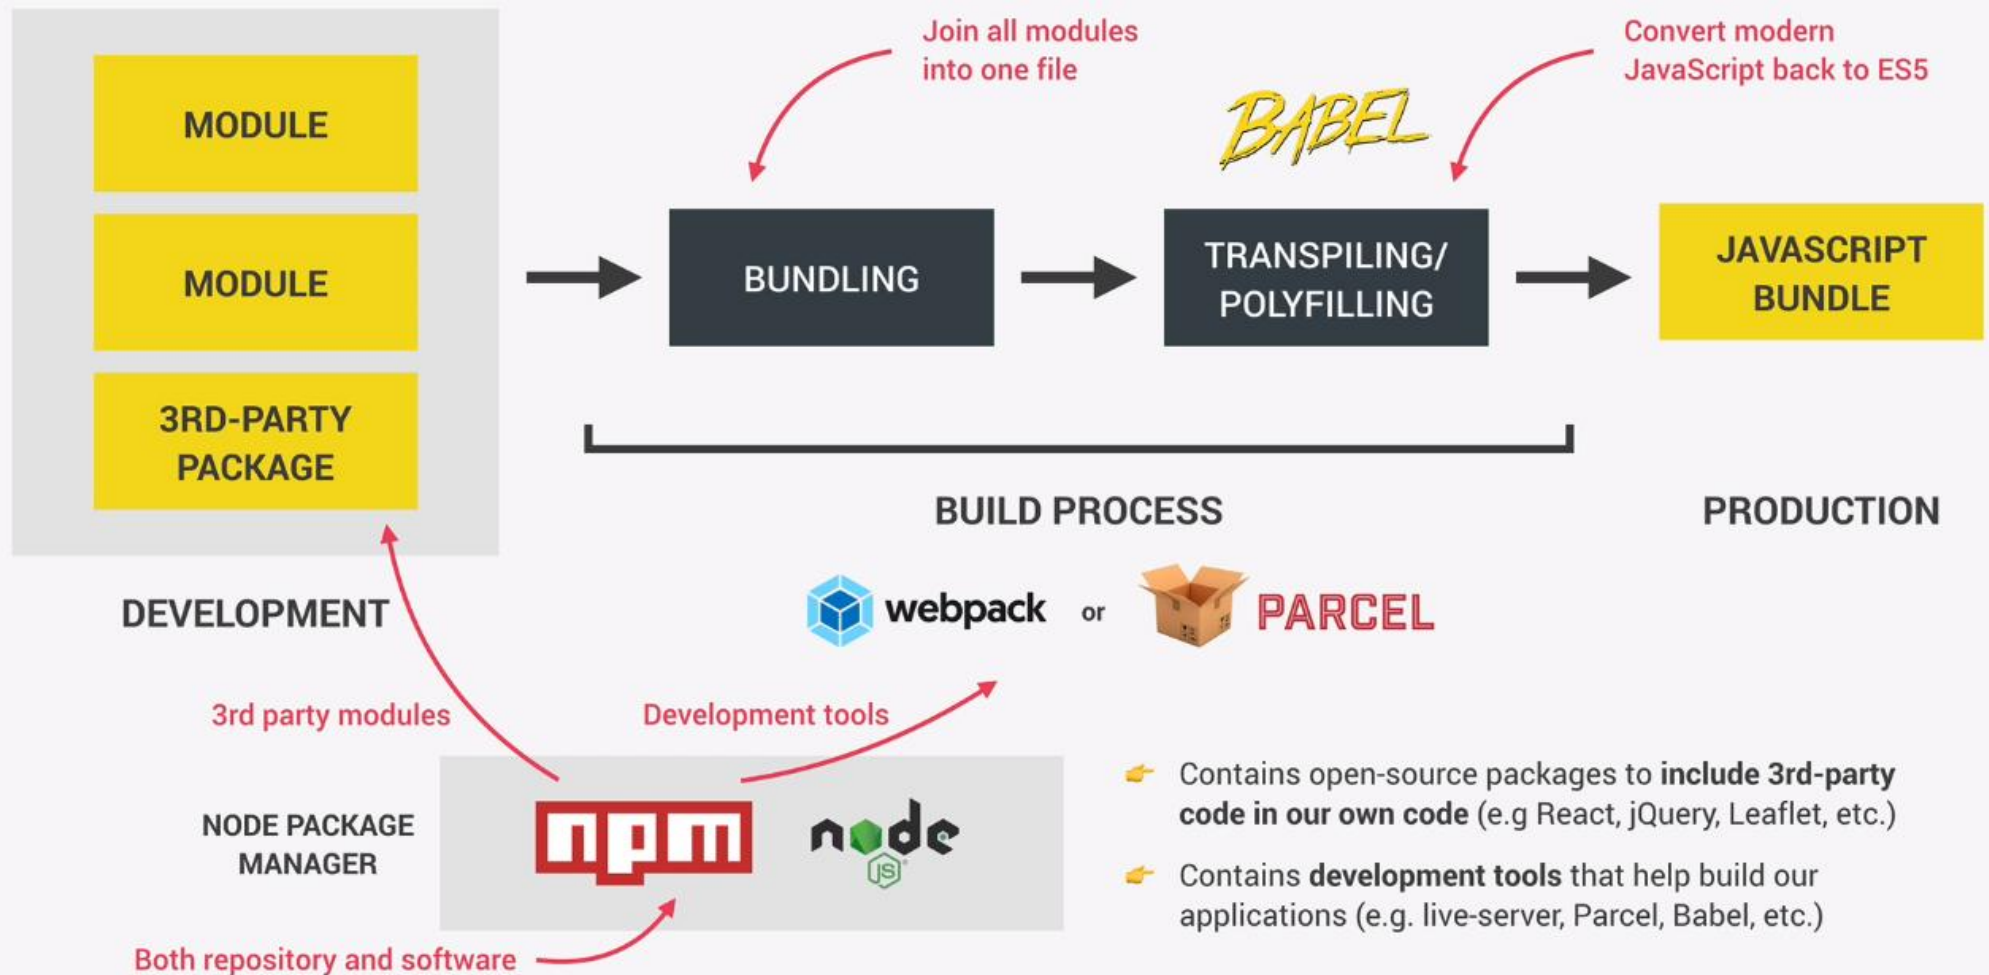 Join all modules
into one file
Convert modern
JavaScript back to ES5
MODULE
MODULE
3RD-PARTY
PACKAGE
BABEL
BUNDLING
TRANSPILING/
POLYFILLING
JAVASCRIPT
BUNDLE
DEVELOPMENT
BUILD PROCESS
PRODUCTION
webpack or PARCEL
3rd party modules
Development tools
NODE PACKAGE
MANAGER
npm
node
JS
Both repository and software
Contains open-source packages to include 3rd-party
code in our own code (e.g React, jQuery, Leaflet, etc.)
Contains development tools that help build our
applications (e.g. live-server, Parcel, Babel, etc.)